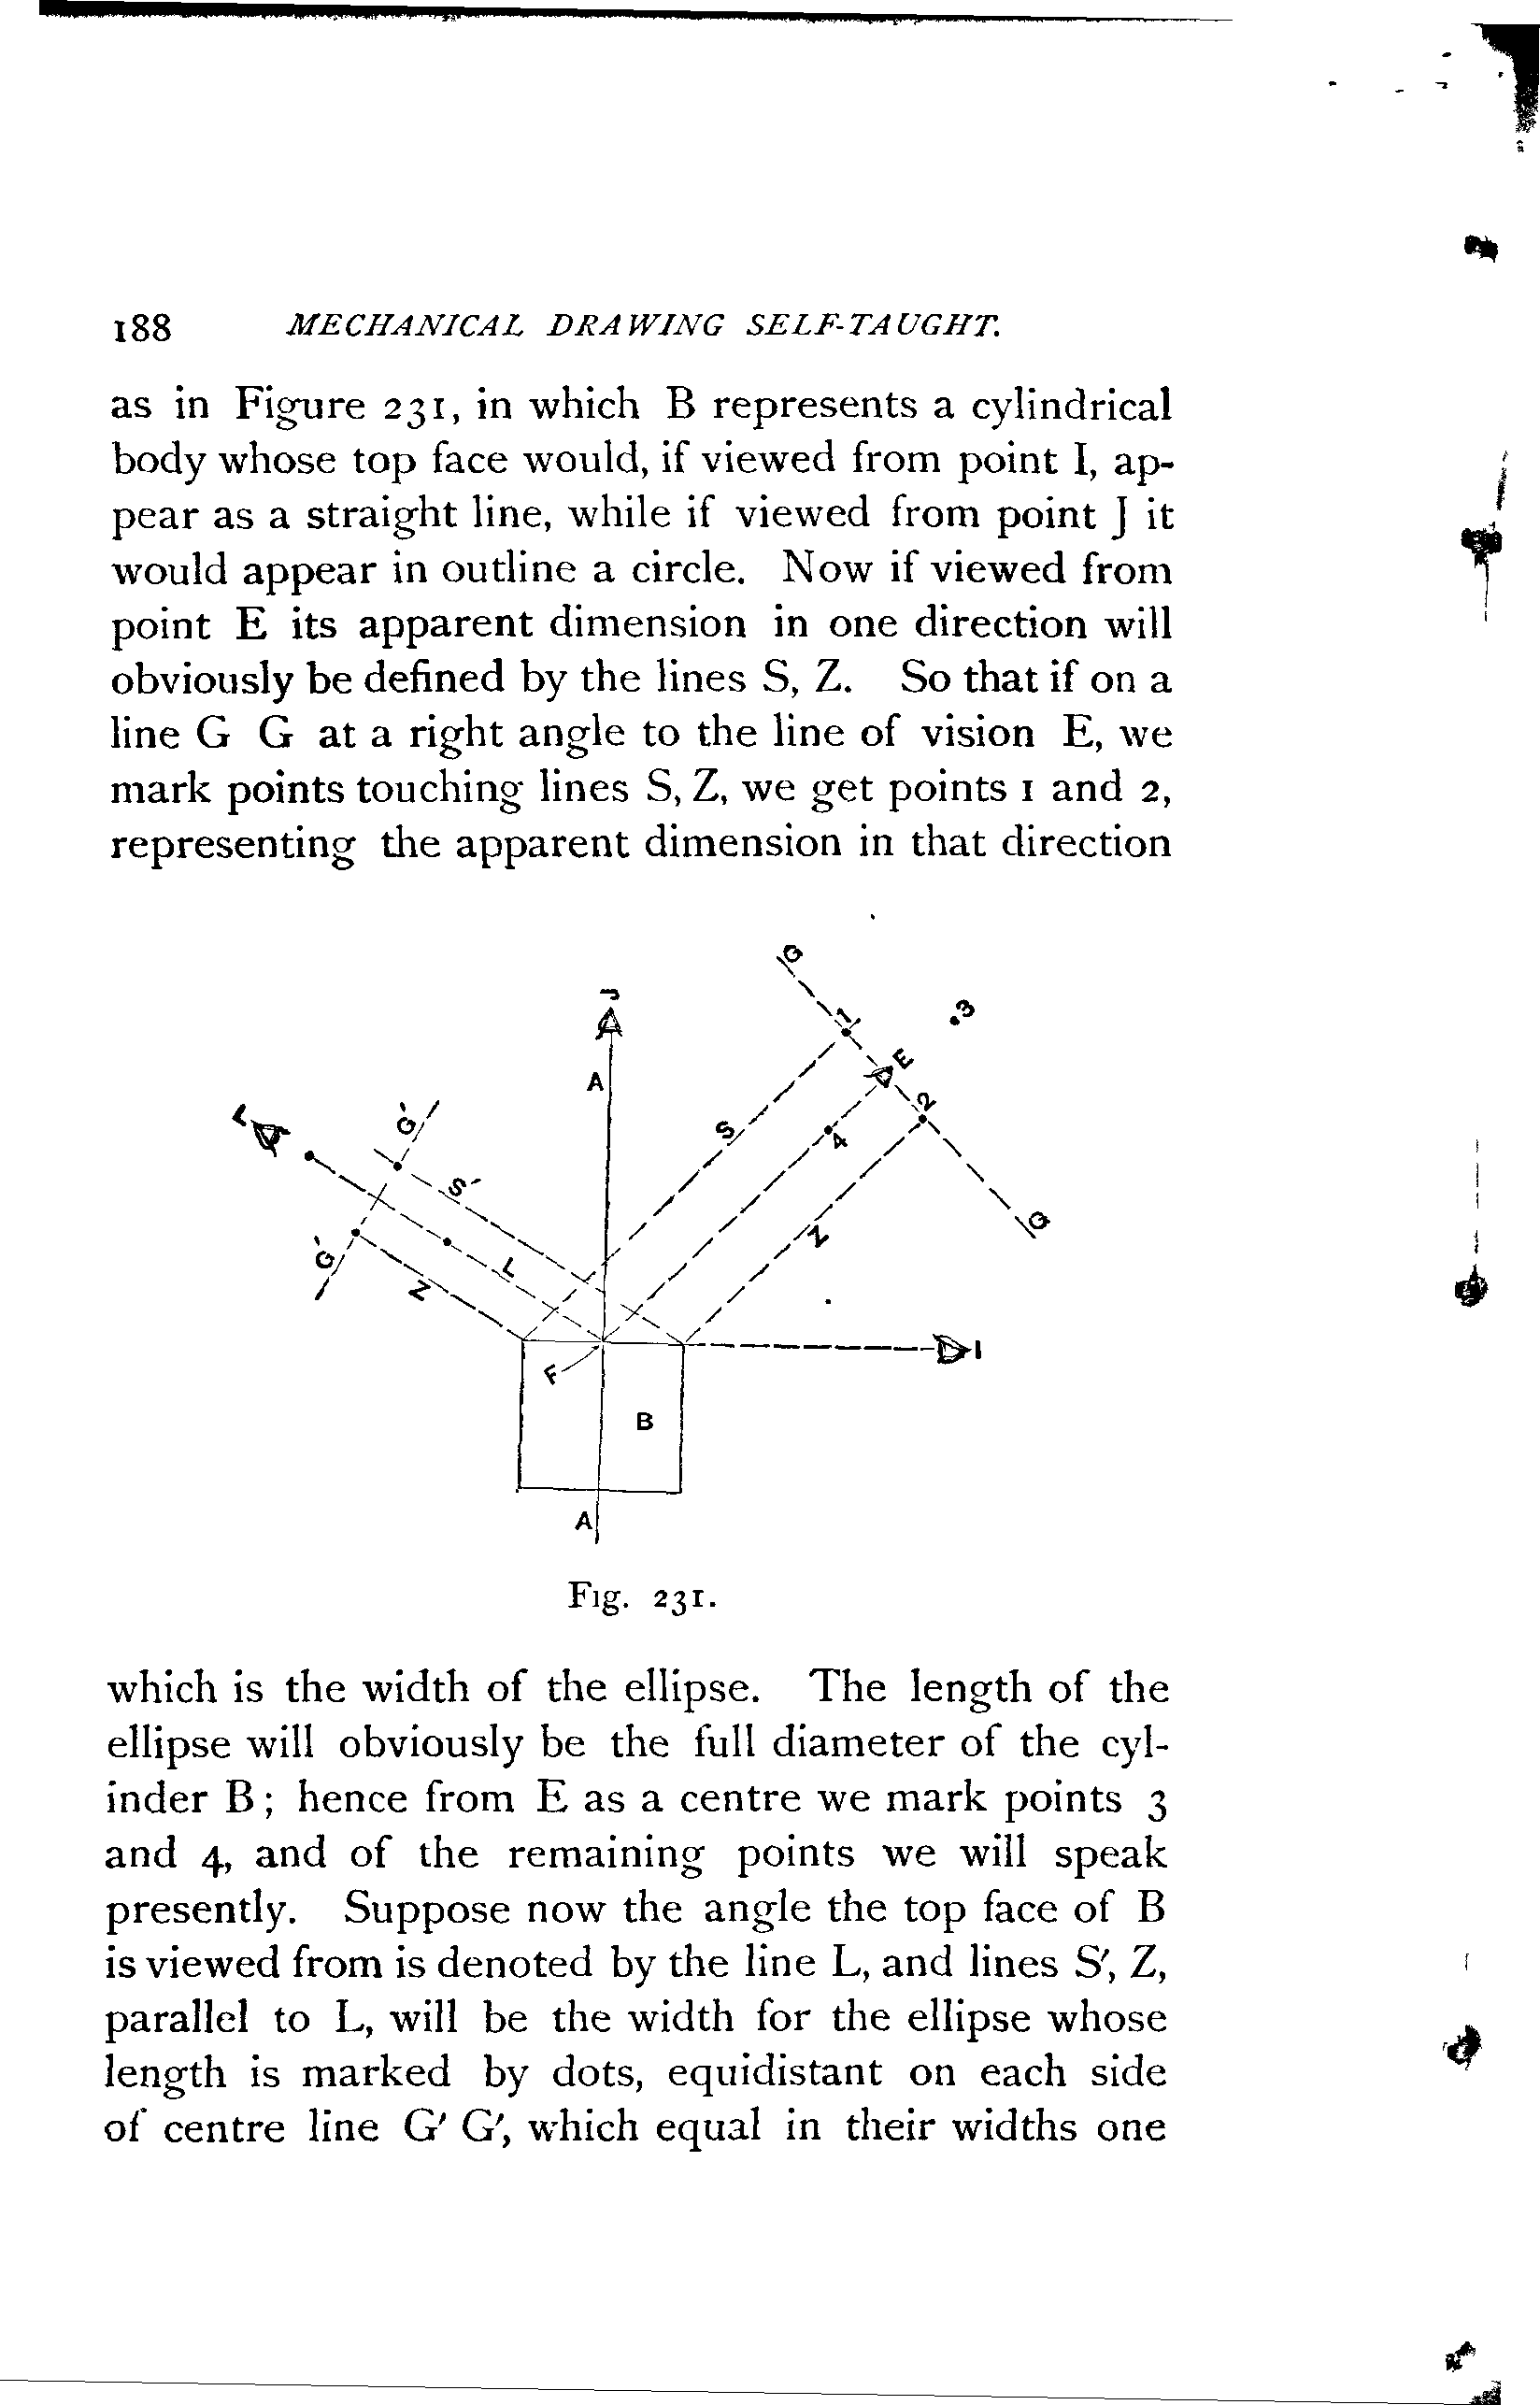 188 MECHANICAL DRAWING SELF-TAUGHT.
as in Figure 231, in which B represents a cylindrical
body whose top face would, if viewed from point I, ap-
pear as a straight line, while if viewed from point J it
would appear in outline a circle. Now if viewed from
point E its apparent dimension in one direction will
obviously be defined by the lines S, Z. So that if on a
line G G at a right angle to the line of vision E, we
mark points touching lines S, Z, we get points 1 and 2,
representing the apparent dimension in that direction
G
J
1
.3
E
A
2
L
G'
S
4
S'
G
Z
G'
L
Z
I
F
B
A
Fig. 231.
which is the width of the ellipse. The length of the
ellipse will obviously be the full diameter of the cyl-
inder B; hence from E as a centre we mark points 3
and 4, and of the remaining points we will speak
presently. Suppose now the angle the top face of B
is viewed from is denoted by the line L, and lines S', Z,
parallel to L, will be the width for the ellipse whose
length is marked by dots, equidistant on each side
of centre line G' G', which equal in their widths one